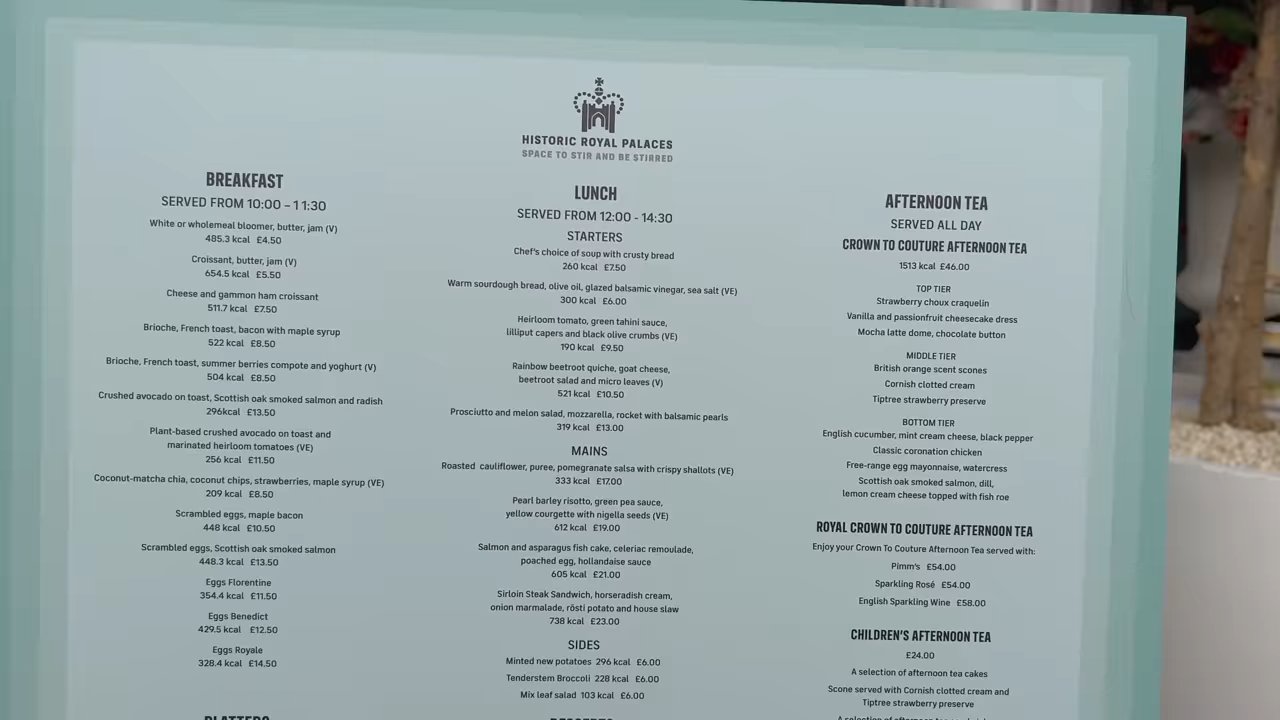 HISTORIC ROYAL PALACES
SPACE TO STIR AND BE STIRRED
BREAKFAST
SERVED FROM 10:00 – 11:30
White or wholemeal bloomer, butter, jam (V)
485.3 kcal £4.50
Croissant, butter, jam (V)
654.5 kcal £5.50
Cheese and gammon ham croissant
511.7 kcal £7.50
Brioche, French toast, bacon with maple syrup
522 kcal £8.50
Brioche, French toast, summer berries compote and yoghurt (V)
504 kcal £8.50
Crushed avocado on toast, Scottish oak smoked salmon and radish
296kcal £13.50
Plant-based crushed avocado on toast and
marinated heirloom tomatoes (VE)
256 kcal £11.50
Coconut-matcha chia, coconut chips, strawberries, maple syrup (VE)
209 kcal £8.50
Scrambled eggs, maple bacon
448 kcal £10.50
Scrambled eggs, Scottish oak smoked salmon
448.3 kcal £13.50
Eggs Florentine
354.4 kcal £11.50
Eggs Benedict
429.5 kcal £12.50
Eggs Royale
328.4 kcal £14.50
PLATTERS
LUNCH
SERVED FROM 12:00 - 14:30
STARTERS
Chef's choice of soup with crusty bread
260 kcal £7.50
Warm sourdough bread, olive oil, glazed balsamic vinegar, sea salt (VE)
300 kcal £6.00
Heirloom tomato, green tahini sauce,
lilliput capers and black olive crumbs (VE)
190 kcal £9.50
Rainbow beetroot quiche, goat cheese,
beetroot salad and micro leaves (V)
521 kcal £10.50
Prosciutto and melon salad, mozzarella, rocket with balsamic pearls
319 kcal £13.00
MAINS
Roasted cauliflower, puree, pomegranate salsa with crispy shallots (VE)
333 kcal £17.00
Pearl barley risotto, green pea sauce,
yellow courgette with nigella seeds (VE)
612 kcal £19.00
Salmon and asparagus fish cake, celeriac remoulade,
poached egg, hollandaise sauce
605 kcal £21.00
Sirloin Steak Sandwich, horseradish cream,
onion marmalade, rösti potato and house slaw
738 kcal £23.00
SIDES
Minted new potatoes 296 kcal £6.00
Tenderstem Broccoli 228 kcal £6.00
Mix leaf salad 103 kcal £6.00
DESSERTS
AFTERNOON TEA
SERVED ALL DAY
CROWN TO COUTURE AFTERNOON TEA
1513 kcal £46.00
TOP TIER
Strawberry choux craquelin
Vanilla and passionfruit cheesecake dress
Mocha latte dome, chocolate button
MIDDLE TIER
British orange scent scones
Cornish clotted cream
Tiptree strawberry preserve
BOTTOM TIER
English cucumber, mint cream cheese, black pepper
Classic coronation chicken
Free-range egg mayonnaise, watercress
Scottish oak smoked salmon, dill,
lemon cream cheese topped with fish roe
ROYAL CROWN TO COUTURE AFTERNOON TEA
Enjoy your Crown To Couture Afternoon Tea served with:
Pimm's £54.00
Sparkling Rosé £54.00
English Sparkling Wine £58.00
CHILDREN'S AFTERNOON TEA
£24.00
A selection of afternoon tea cakes
Scone served with Cornish clotted cream and
Tiptree strawberry preserve
A selection of afternoon tea